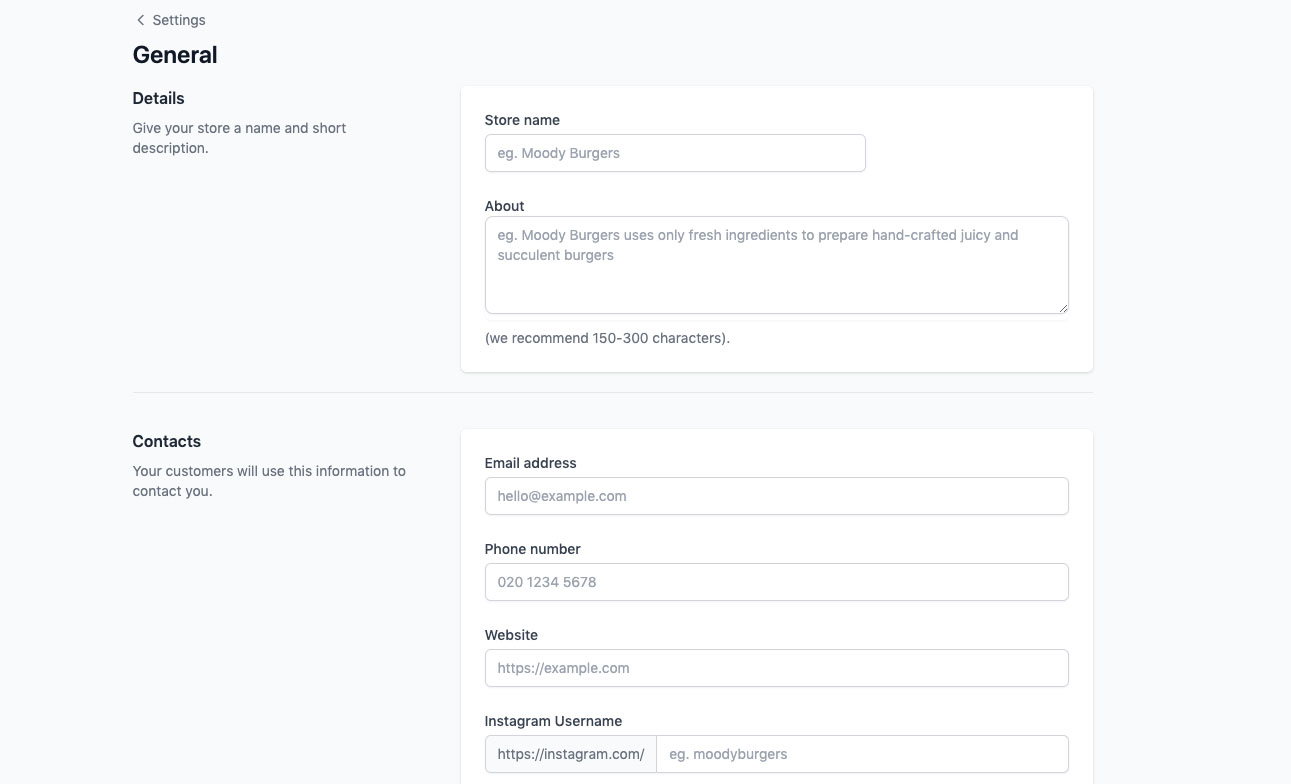 Settings
General
Details
Give your store a name and short
description.
Store name
eg. Moody Burgers
About
eg. Moody Burgers uses only fresh ingredients to prepare hand-crafted juicy and
succulent burgers
(we recommend 150-300 characters).
Contacts
Your customers will use this information to
contact you.
Email address
hello@example.com
Phone number
020 1234 5678
Website
https://example.com
Instagram Username
https://instagram.com/ eg. moodyburgers